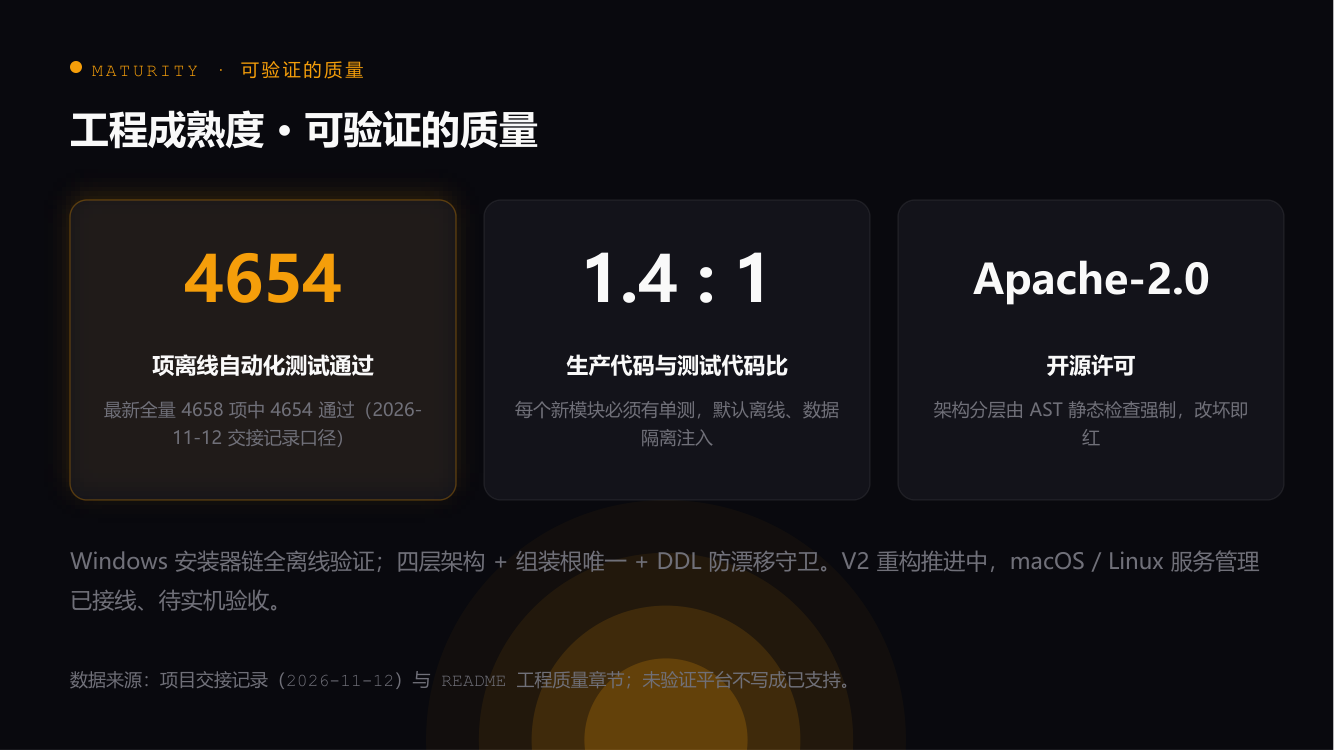 MATURITY · 可验证的质量
工程成熟度 · 可验证的质量
4654
项离线自动化测试通过
最新全量 4658 项中 4654 通过（2026-
11-12 交接记录口径）
1.4 : 1
生产代码与测试代码比
每个新模块必须有单测，默认离线、数据
隔离注入
Apache-2.0
开源许可
架构分层由 AST 静态检查强制，改坏即
红
Windows 安装器链全离线验证；四层架构 + 组装根唯一 + DDL 防漂移守卫。V2 重构推进中，macOS / Linux 服务管理
已接线、待实机验收。
数据来源：项目交接记录（2026-11-12）与 README 工程质量章节；未验证平台不写成已支持。